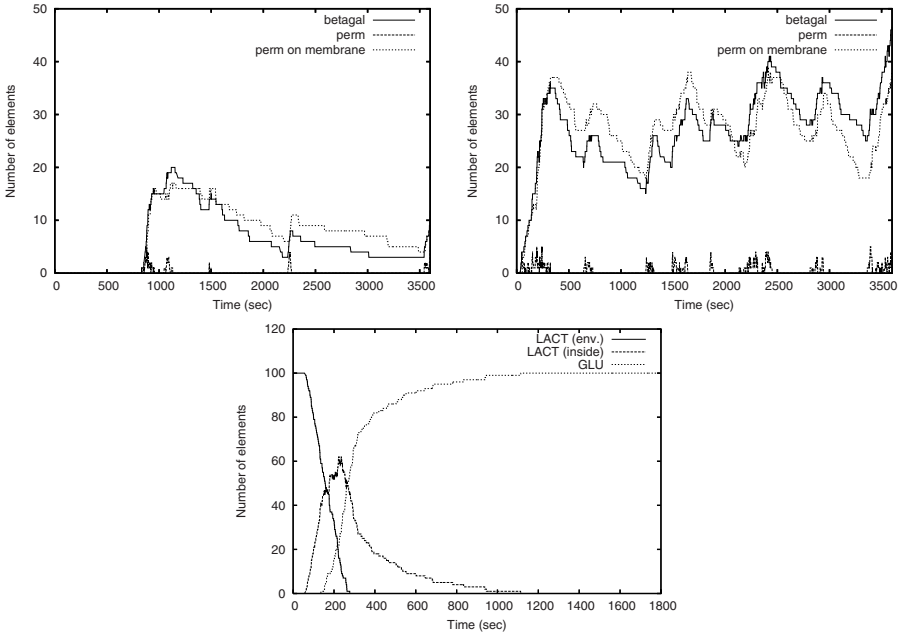 50
40
30
20
10
0
Number of elements
betagal
perm
perm on membrane
0 500 1000 1500 2000 2500 3000 3500
Time (sec)
50
40
30
20
10
0
Number of elements
betagal
perm
perm on membrane
0 500 1000 1500 2000 2500 3000 3500
Time (sec)
120
100
80
60
40
20
0
Number of elements
LACT (env.)
LACT (inside)
GLU
0 200 400 600 800 1000 1200 1400 1600 1800
Time (sec)